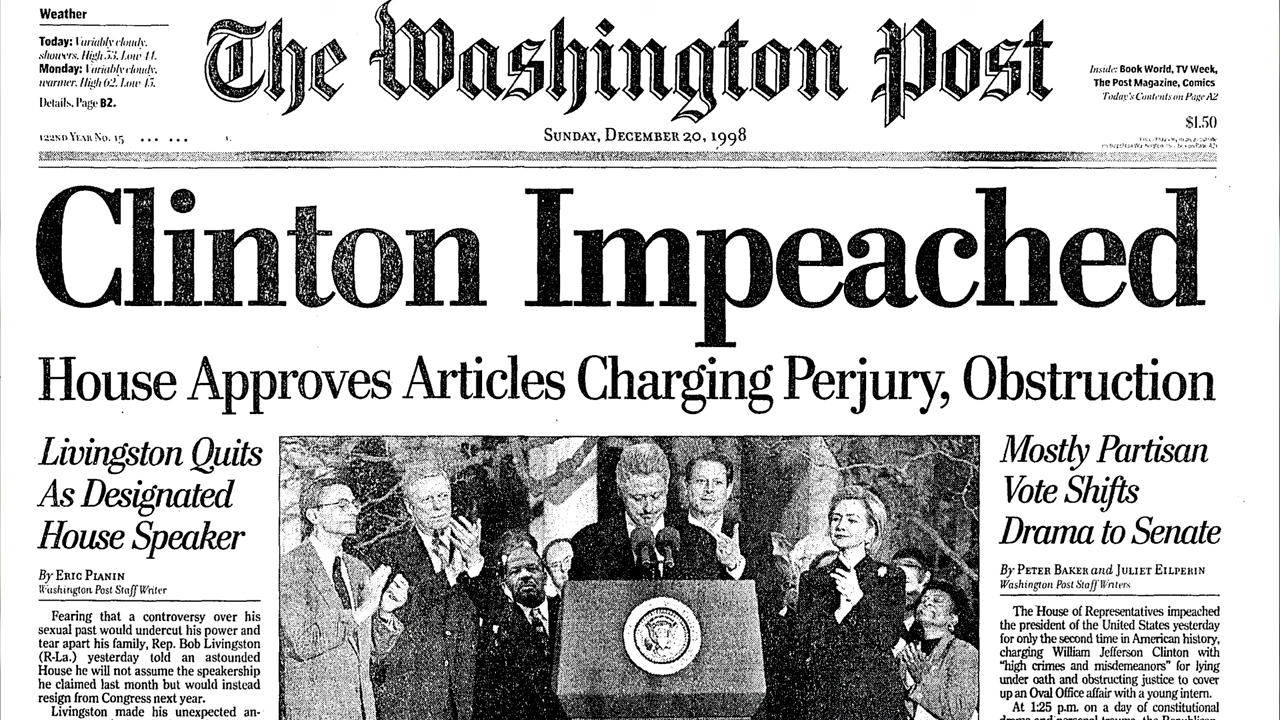 Weather
Today: Variably cloudy,
showers. High 53. Low 44.
Monday: Variably cloudy,
warmer. High 62. Low 45.
Details, Page B2.
The Washington Post
Inside: Book World, TV Week,
The Post Magazine, Comics
Today's Contents on Page A2
$1.50
122ND YEAR NO. 15
SUNDAY, DECEMBER 20, 1998
Clinton Impeached
House Approves Articles Charging Perjury, Obstruction
Livingston Quits
As Designated
House Speaker
By ERIC PIANIN
Washington Post Staff Writer
Fearing that a controversy over his
sexual past would undercut his power and
tear apart his family, Rep. Bob Livingston
(R-La.) yesterday told an astounded
House he will not assume the speakership
he claimed last month but would instead
resign from Congress next year.
Livingston made his unexpected an-
Mostly Partisan
Vote Shifts
Drama to Senate
By PETER BAKER and JULIET EILPERIN
Washington Post Staff Writers
The House of Representatives impeached
the president of the United States yesterday
for only the second time in American history,
charging William Jefferson Clinton with
"high crimes and misdemeanors" for lying
under oath and obstructing justice to cover
up an Oval Office affair with a young intern.
At 1:25 p.m. on a day of constitutional
drama and personal trauma, the Republican-